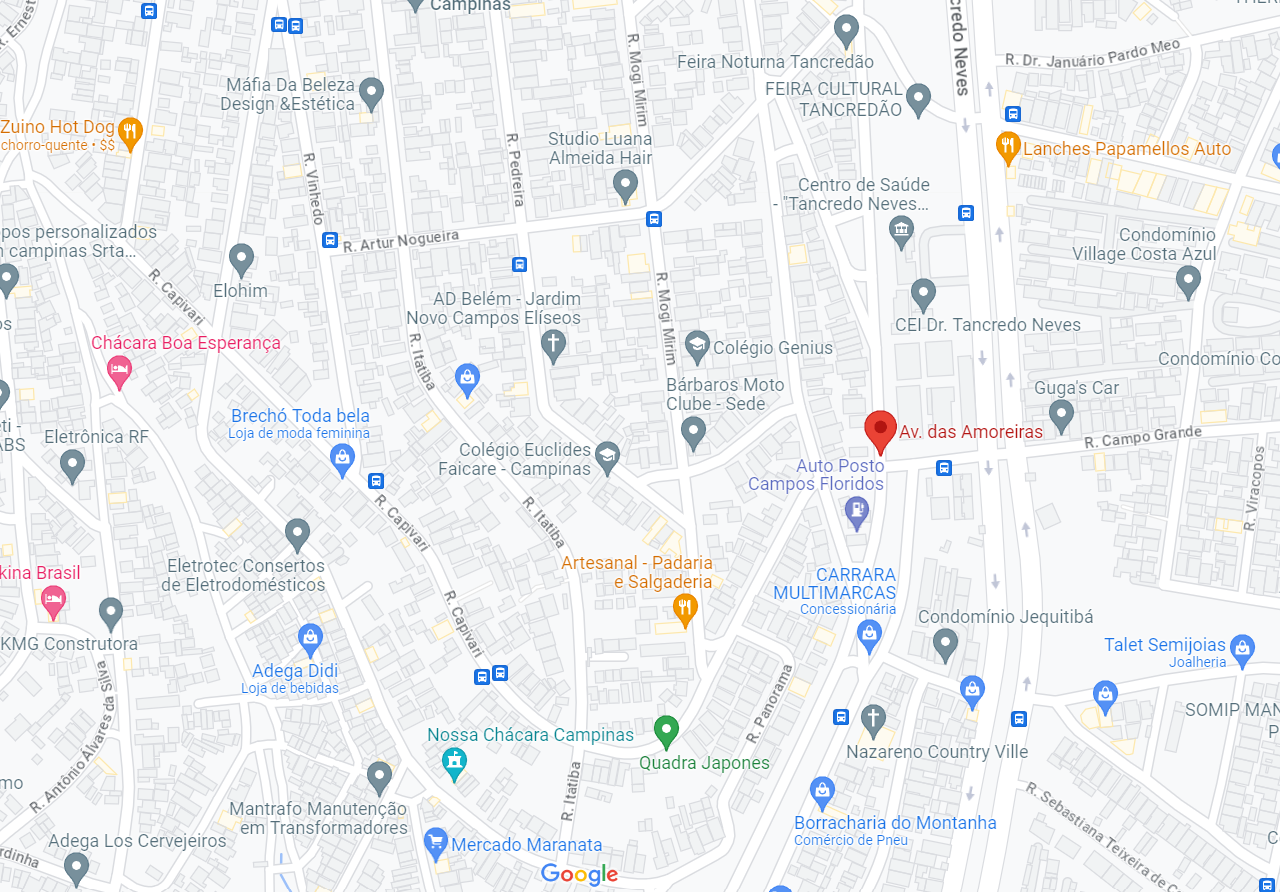 Campinas
R. Ernest
R. Mogi Mirim
credo Neves
R. Dr. Januário Pardo Meo
Feira Noturna Tancredão
Máfia Da Beleza
Design &Estética
FEIRA CULTURAL
TANCREDÃO
Zuino Hot Dog
chorro-quente • $$
Studio Luana
Almeida Hair
Lanches Papamellos Auto
R. Vinhedo
R. Pedreira
Centro de Saúde
- "Tancredo Neves...
R. Artur Nogueira
pos personalizados
n campinas Srta...
Condomínio
Village Costa Azul
R. Capivari
Elohim
AD Belém - Jardim
Novo Campos Elíseos
R. Mogi Mirim
CEI Dr. Tancredo Neves
os
Chácara Boa Esperança
R. Itatiba
Colégio Genius
Condomínio Co
Bárbaros Moto
Clube - Sede
Guga's Car
Brechó Toda bela
Loja de moda feminina
eti -
ABS
Eletrônica RF
Av. das Amoreiras
R. Campo Grande
Colégio Euclides
Faicare - Campinas
Auto Posto
Campos Floridos
R. Viracopos
R. Capivari
R. Itatiba
Eletrotec Consertos
de Eletrodomésticos
kina Brasil
Artesanal - Padaria
e Salgaderia
CARRARA
MULTIMARCAS
Concessionária
R. Capivari
KMG Construtora
Condomínio Jequitibá
Adega Didi
Loja de bebidas
Talet Semijoias
Joalheria
R. Antônio Álvares da Silva
R. Panorama
SOMIP MAN
P
Nossa Chácara Campinas
Quadra Japones
Nazareno Country Ville
mo
R. Itatiba
Mantrafo Manutenção
em Transformadores
R. Sebastiana Teixeira de C
Borracharia do Montanha
Comércio de Pneu
Adega Los Cervejeiros
Mercado Maranata
C
ardinha
Google